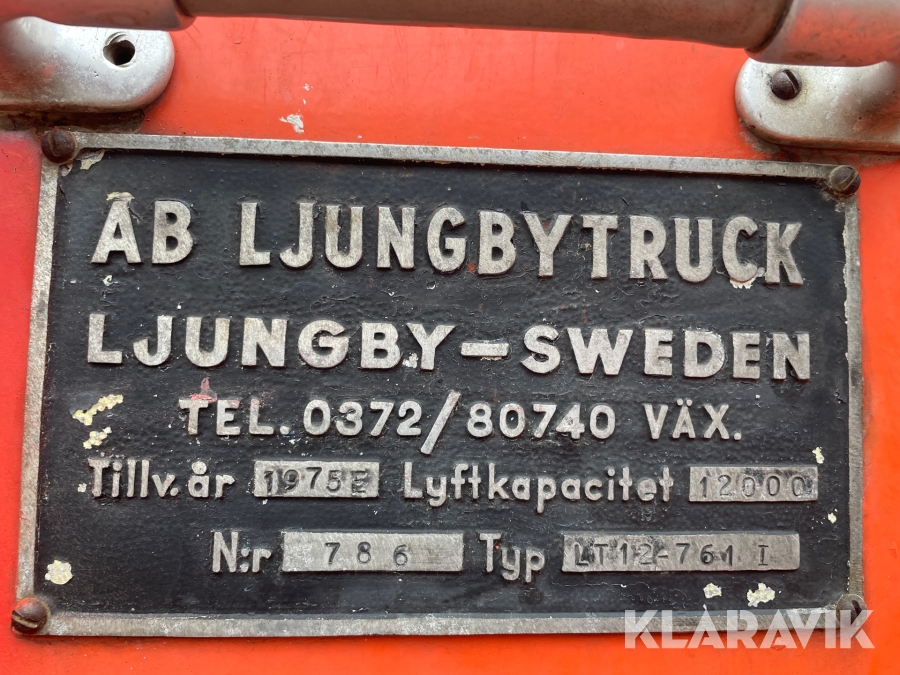 AB LJUNGBYTRUCK
LJUNGBY–SWEDEN
TEL. 0372/80740 VÄX.
Tillv. år 1975E Lyftkapacitet 12000
N:r 786 Typ LT12-761 I
KLARAVIK